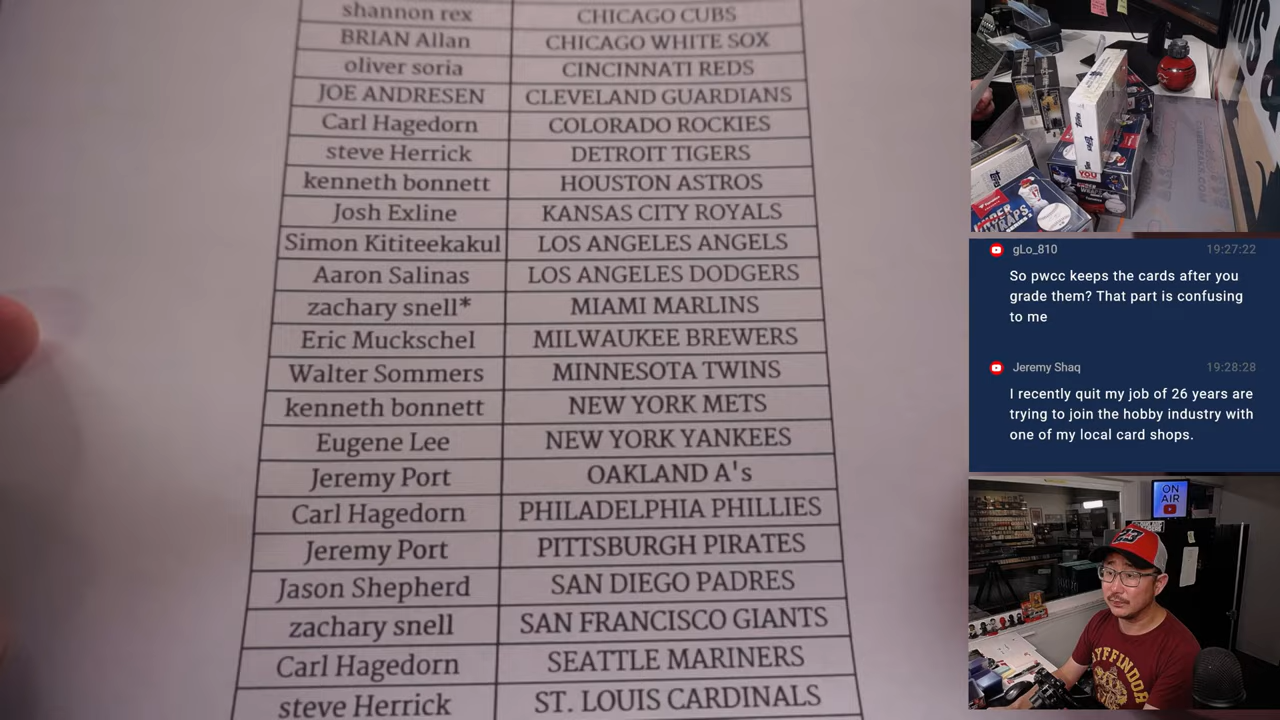 shannon rex CHICAGO CUBS
BRIAN Allan CHICAGO WHITE SOX
oliver soria CINCINNATI REDS
JOE ANDRESEN CLEVELAND GUARDIANS
Carl Hagedorn COLORADO ROCKIES
steve Herrick DETROIT TIGERS
kenneth bonnett HOUSTON ASTROS
Josh Exline KANSAS CITY ROYALS
Simon Kititeekakul LOS ANGELES ANGELS
Aaron Salinas LOS ANGELES DODGERS
zachary snell* MIAMI MARLINS
Eric Muckschel MILWAUKEE BREWERS
Walter Sommers MINNESOTA TWINS
kenneth bonnett NEW YORK METS
Eugene Lee NEW YORK YANKEES
Jeremy Port OAKLAND A's
Carl Hagedorn PHILADELPHIA PHILLIES
Jeremy Port PITTSBURGH PIRATES
Jason Shepherd SAN DIEGO PADRES
zachary snell SAN FRANCISCO GIANTS
Carl Hagedorn SEATTLE MARINERS
steve Herrick ST. LOUIS CARDINALS
YOU
gLo_810 19:27:22
So pwcc keeps the cards after you
grade them? That part is confusing
to me
Jeremy Shaq 19:28:28
I recently quit my job of 26 years are
trying to join the hobby industry with
one of my local card shops.
ON
AIR